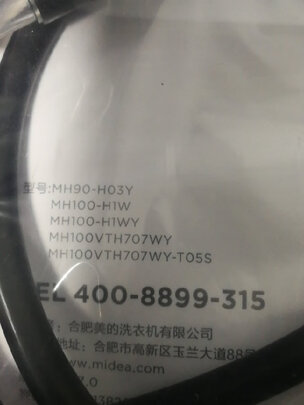 型号:MH90-H03Y
MH100-H1W
MH100-H1WY
MH100VTH707WY
MH100VTH707WY-T05S
EL 400-8899-315
：合肥美的洗衣机有限公司
地址：合肥市高新区玉兰大道88号
www.midea.com